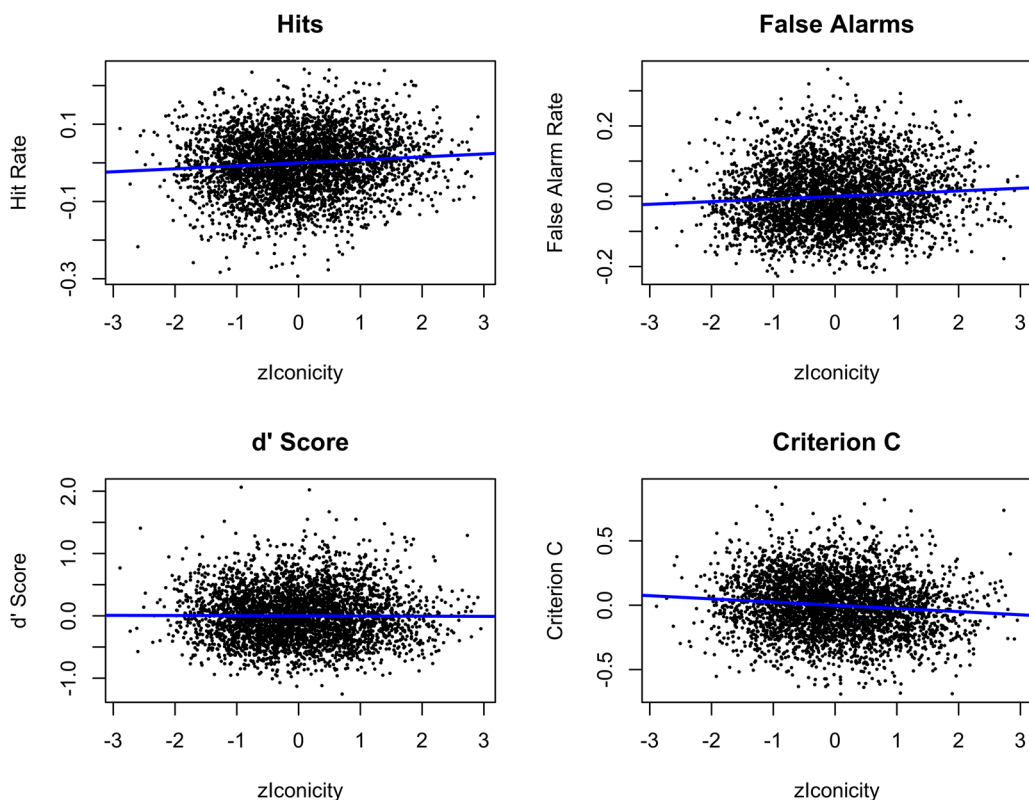 Hits
Hit Rate
0.1
-0.1
-0.3
-3 -2 -1 0 1 2 3
zIconicity
False Alarms
False Alarm Rate
0.2
0.0
-0.2
-3 -2 -1 0 1 2 3
zIconicity
d' Score
d' Score
2.0
1.0
0.0
-1.0
-3 -2 -1 0 1 2 3
zIconicity
Criterion C
Criterion C
0.5
0.0
-0.5
-3 -2 -1 0 1 2 3
zIconicity